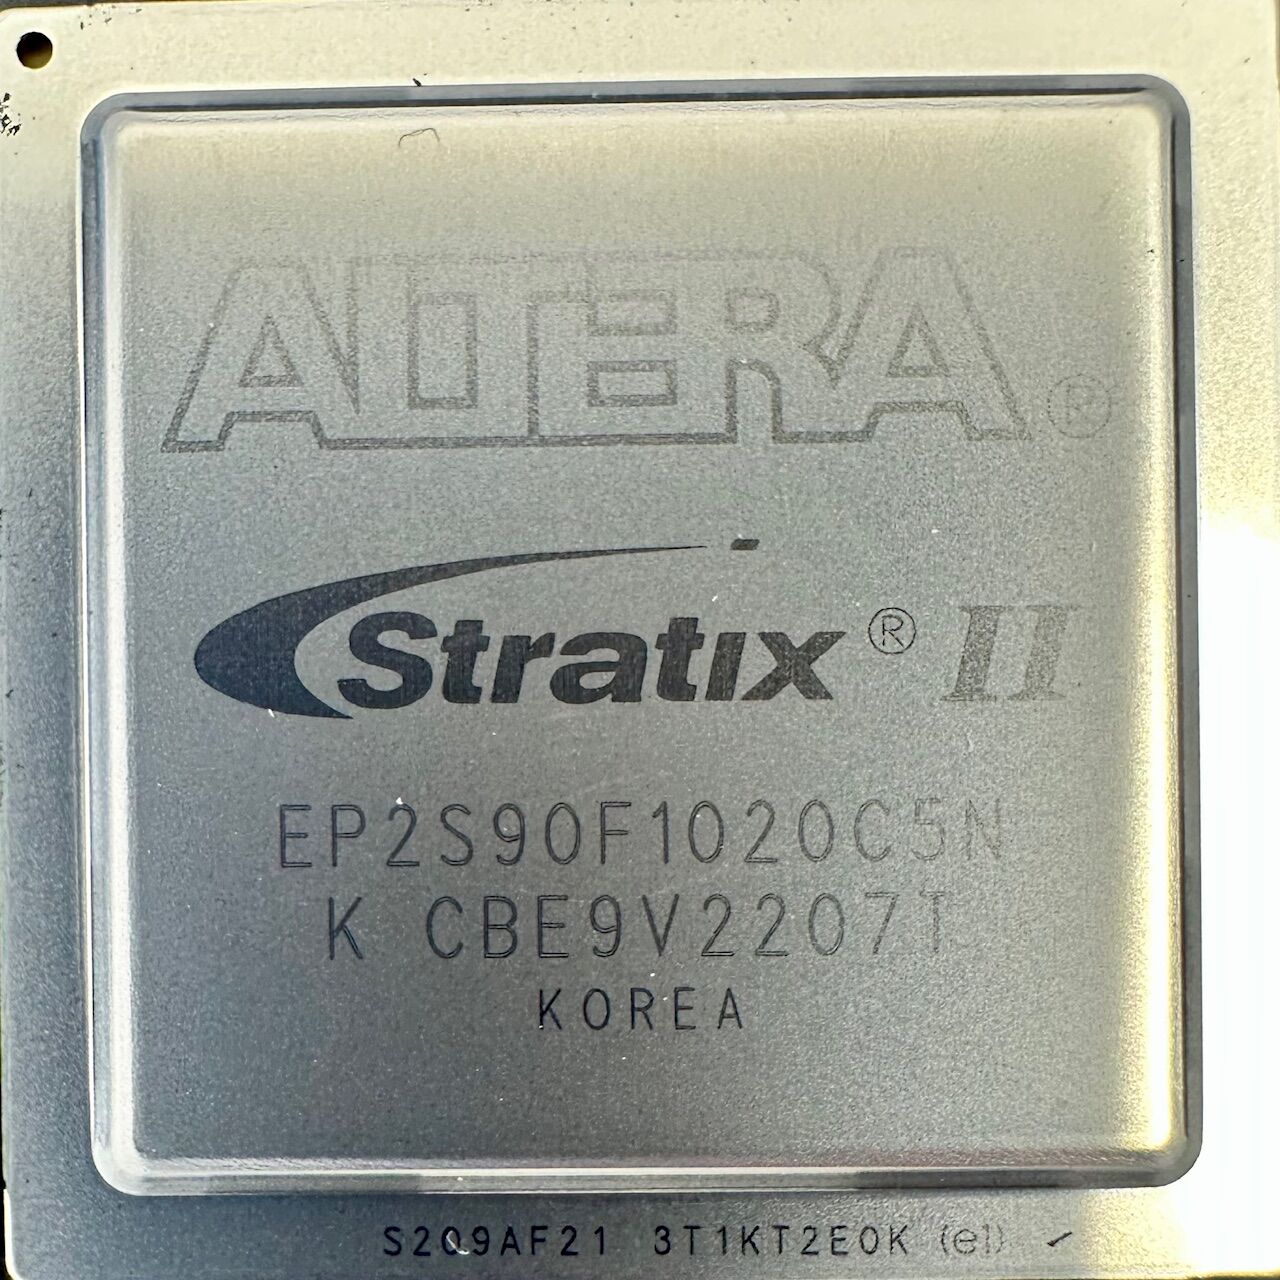 ALTERA®
Stratix® II
EP2S90F1020C5N
K CBE9V2207T
KOREA
S209AF21 3T1KT2E0K (e1)